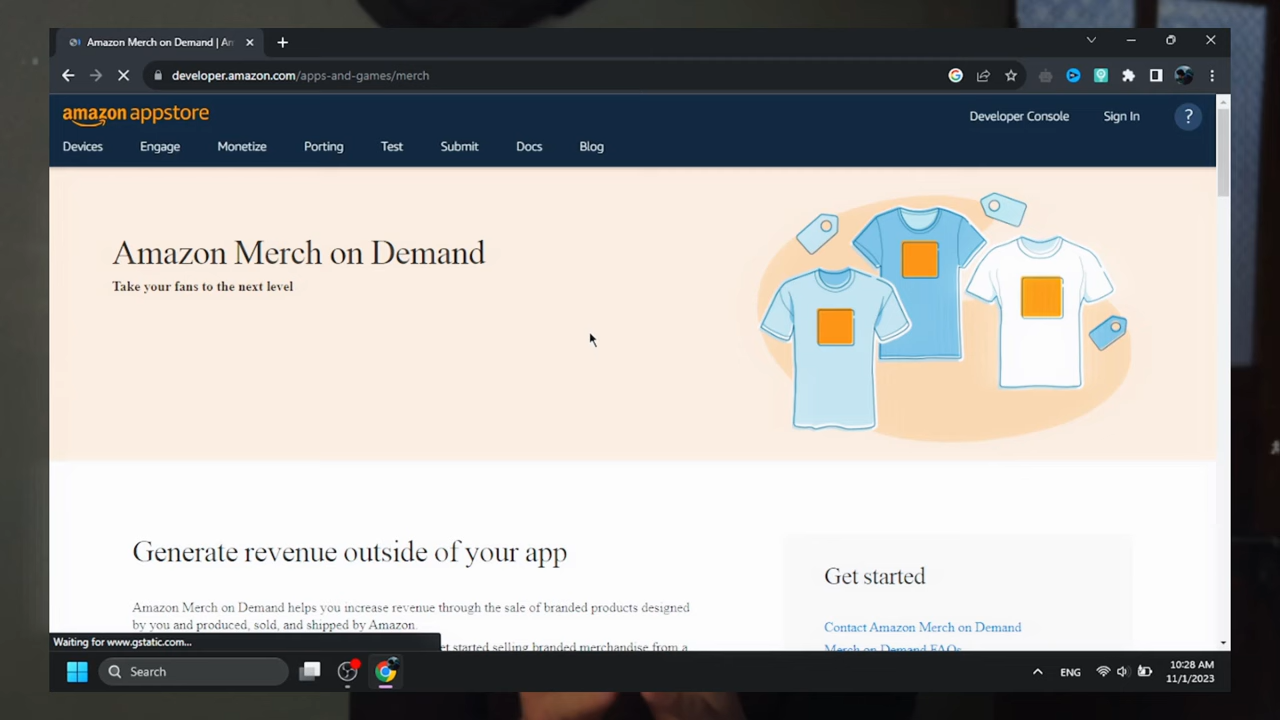 Amazon Merch on Demand | Am
developer.amazon.com/apps-and-games/merch
amazon appstore
Developer Console
Sign In
?
Devices
Engage
Monetize
Porting
Test
Submit
Docs
Blog
Amazon Merch on Demand
Take your fans to the next level
Generate revenue outside of your app
Amazon Merch on Demand helps you increase revenue through the sale of branded products designed
by you and produced, sold, and shipped by Amazon.
et started selling branded merchandise from a
Get started
Contact Amazon Merch on Demand
Merch on Demand FAQs
Waiting for www.gstatic.com...
Search
ENG
10:28 AM
11/1/2023